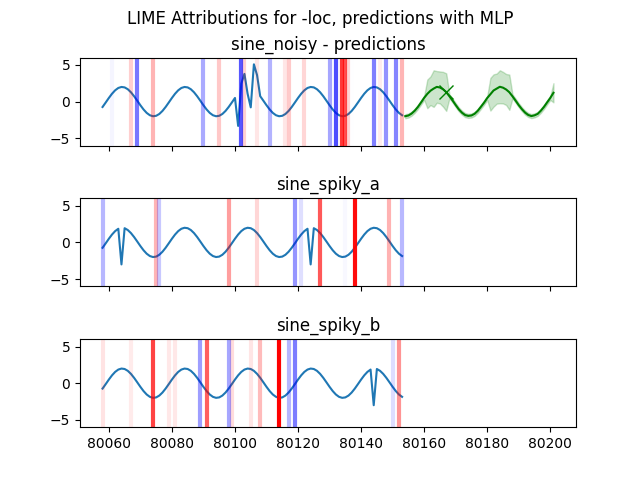 LIME Attributions for -loc, predictions with MLP
sine_noisy - predictions
5
0
−5
sine_spiky_a
5
0
−5
sine_spiky_b
5
0
−5
80060 80080 80100 80120 80140 80160 80180 80200